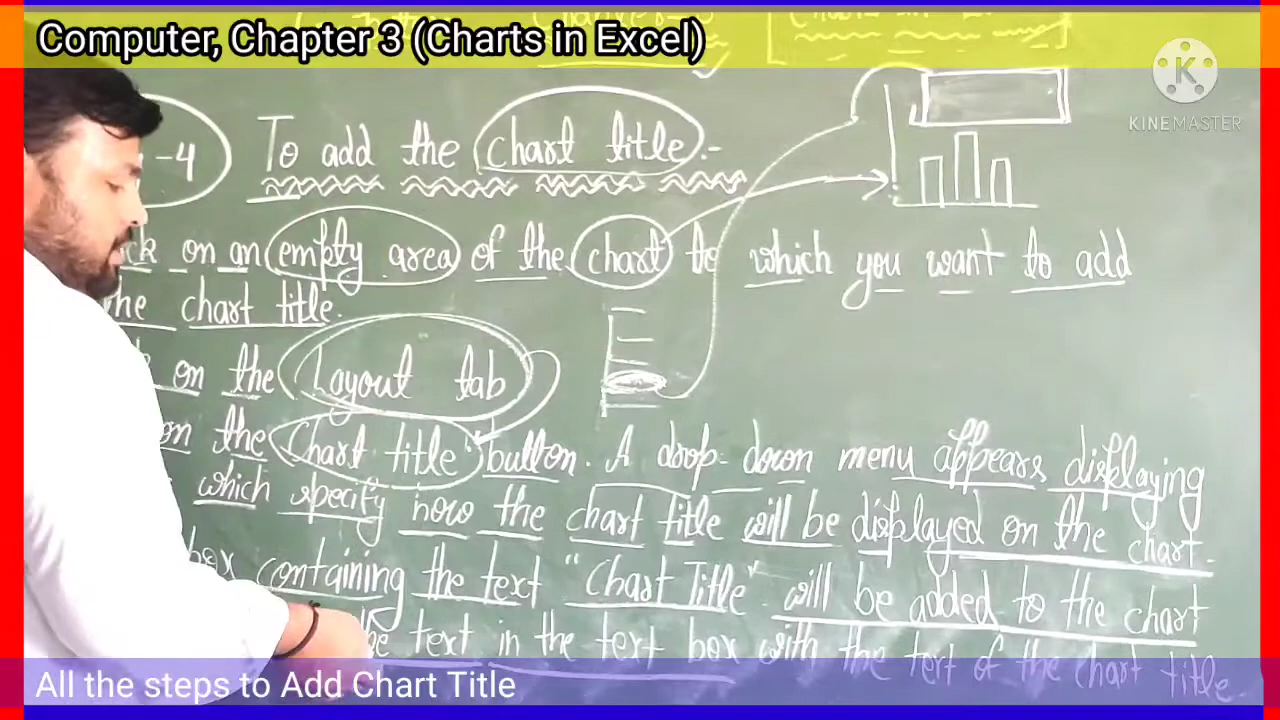 Computer, Chapter 3 (Charts in Excel)
KINEMASTER
-4 To add the chart title :-
on an empty area of the chart to which you want to add
the chart title.
on the Layout tab
on the Chart title" button. A drop-down menu appears displaying
which specify how the chart title will be displayed on the chart.
box containing the text "Chart Title" will be added to the chart
the text in the text box with the text of the chart title.
All the steps to Add Chart Title